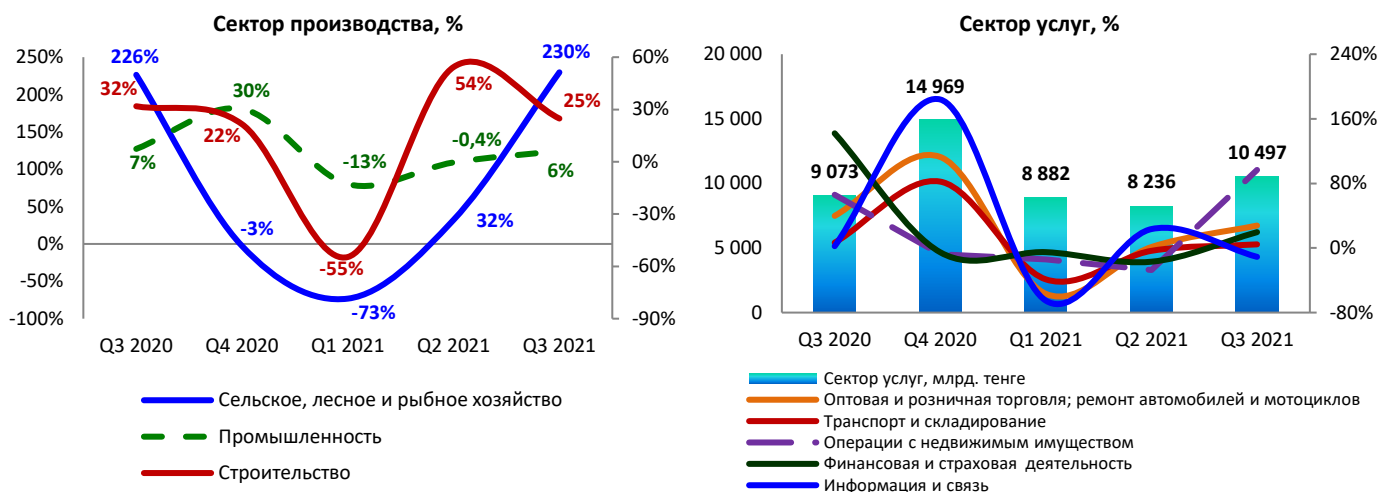 Сектор производства, %
250%
200%
150%
100%
50%
0%
-50%
-100%
60%
30%
0%
-30%
-60%
-90%
226%
32%
7%
30%
22%
-3%
-13%
-55%
-73%
54%
-0,4%
32%
230%
25%
6%
Q3 2020
Q4 2020
Q1 2021
Q2 2021
Q3 2021
Сельское, лесное и рыбное хозяйство
Промышленность
Строительство
Сектор услуг, %
20 000
15 000
10 000
5 000
0
240%
160%
80%
0%
-80%
9 073
14 969
8 882
8 236
10 497
Q3 2020
Q4 2020
Q1 2021
Q2 2021
Q3 2021
Сектор услуг, млрд. тенге
Оптовая и розничная торговля; ремонт автомобилей и мотоциклов
Транспорт и складирование
Операции с недвижимым имуществом
Финансовая и страховая деятельность
Информация и связь